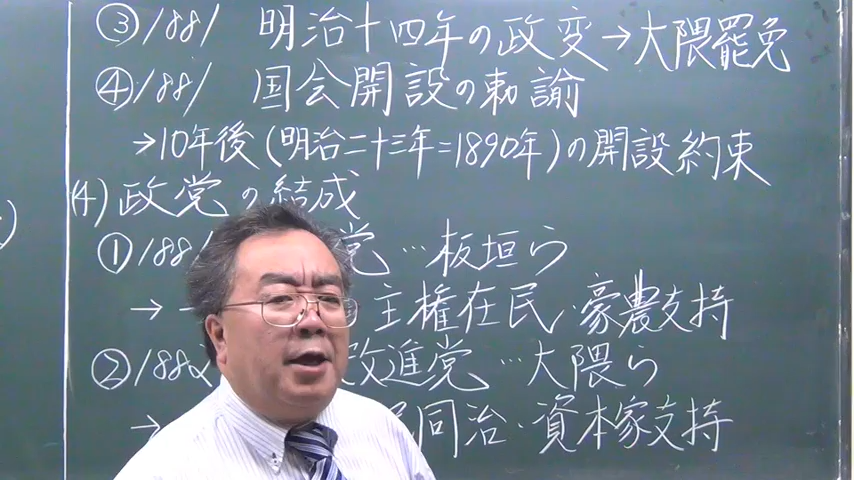 ③1881 明治十四年の政変→大隈罷免
④1881 国会開設の勅諭
→10年後(明治二十三年=1890年)の開設約束
(4)政党の結成
①188 党…板垣ら
→ 主権在民・豪農支持
②188 改進党…大隈ら
→ 同治・資本家支持